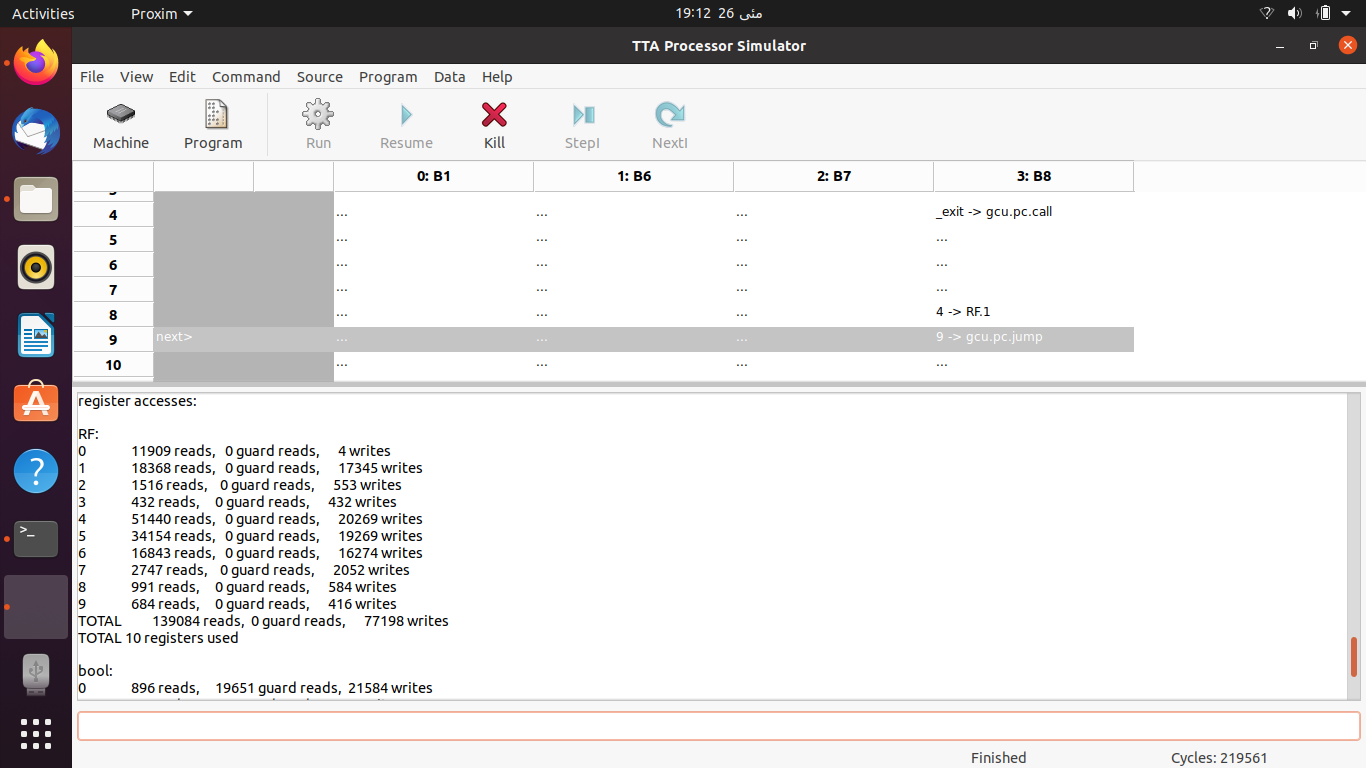 Activities Proxim 19:12 26 مئی
TTA Processor Simulator
File View Edit Command Source Program Data Help
Machine Program Run Resume Kill StepI NextI
0: B1 1: B6 2: B7 3: B8
4 ... ... ... _exit -> gcu.pc.call
5 ... ... ... ...
6 ... ... ... ...
7 ... ... ... ...
8 ... ... ... 4 -> RF.1
9 next> ... ... ... 9 -> gcu.pc.jump
10 ... ... ... ...
register accesses:
RF:
0 11909 reads, 0 guard reads, 4 writes
1 18368 reads, 0 guard reads, 17345 writes
2 1516 reads, 0 guard reads, 553 writes
3 432 reads, 0 guard reads, 432 writes
4 51440 reads, 0 guard reads, 20269 writes
5 34154 reads, 0 guard reads, 19269 writes
6 16843 reads, 0 guard reads, 16274 writes
7 2747 reads, 0 guard reads, 2052 writes
8 991 reads, 0 guard reads, 584 writes
9 684 reads, 0 guard reads, 416 writes
TOTAL 139084 reads, 0 guard reads, 77198 writes
TOTAL 10 registers used
bool:
0 896 reads, 19651 guard reads, 21584 writes
Finished Cycles: 219561